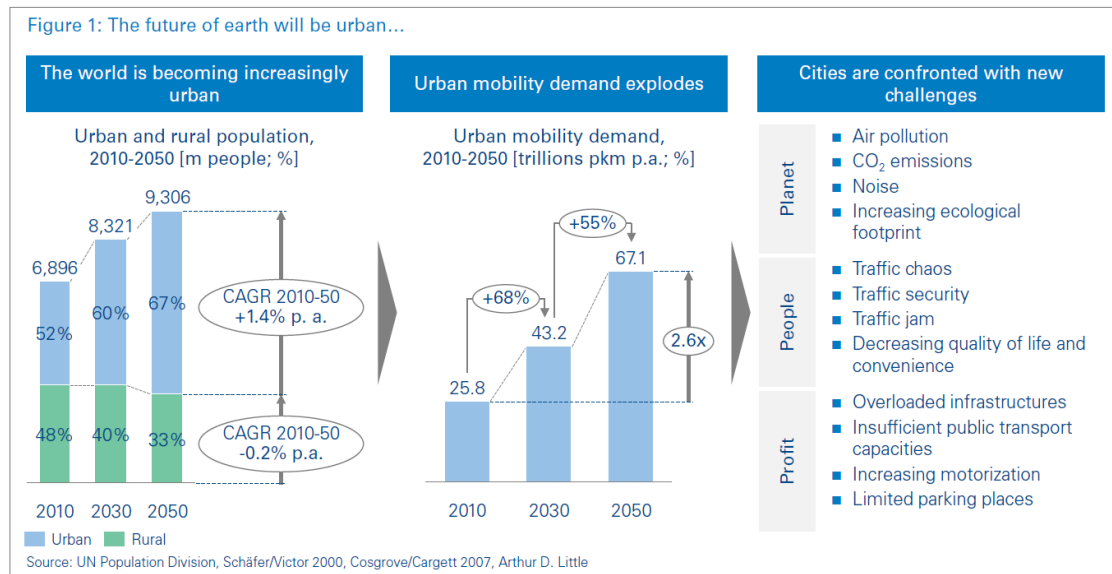 Figure 1: The future of earth will be urban…
The world is becoming increasingly
urban
Urban and rural population,
2010-2050 [m people; %]
9,306
8,321
6,896
67%
60%
52%
CAGR 2010-50
+1.4% p. a.
48%
40%
33%
CAGR 2010-50
-0.2% p.a.
2010 2030 2050
Urban Rural
Urban mobility demand explodes
Urban mobility demand,
2010-2050 [trillions pkm p.a.; %]
+55%
67.1
+68%
43.2
2.6x
25.8
2010 2030 2050
Cities are confronted with new
challenges
Planet
■ Air pollution
■ CO₂ emissions
■ Noise
■ Increasing ecological
footprint
People
■ Traffic chaos
■ Traffic security
■ Traffic jam
■ Decreasing quality of life and
convenience
Profit
■ Overloaded infrastructures
■ Insufficient public transport
capacities
■ Increasing motorization
■ Limited parking places
Source: UN Population Division, Schäfer/Victor 2000, Cosgrove/Cargett 2007, Arthur D. Little